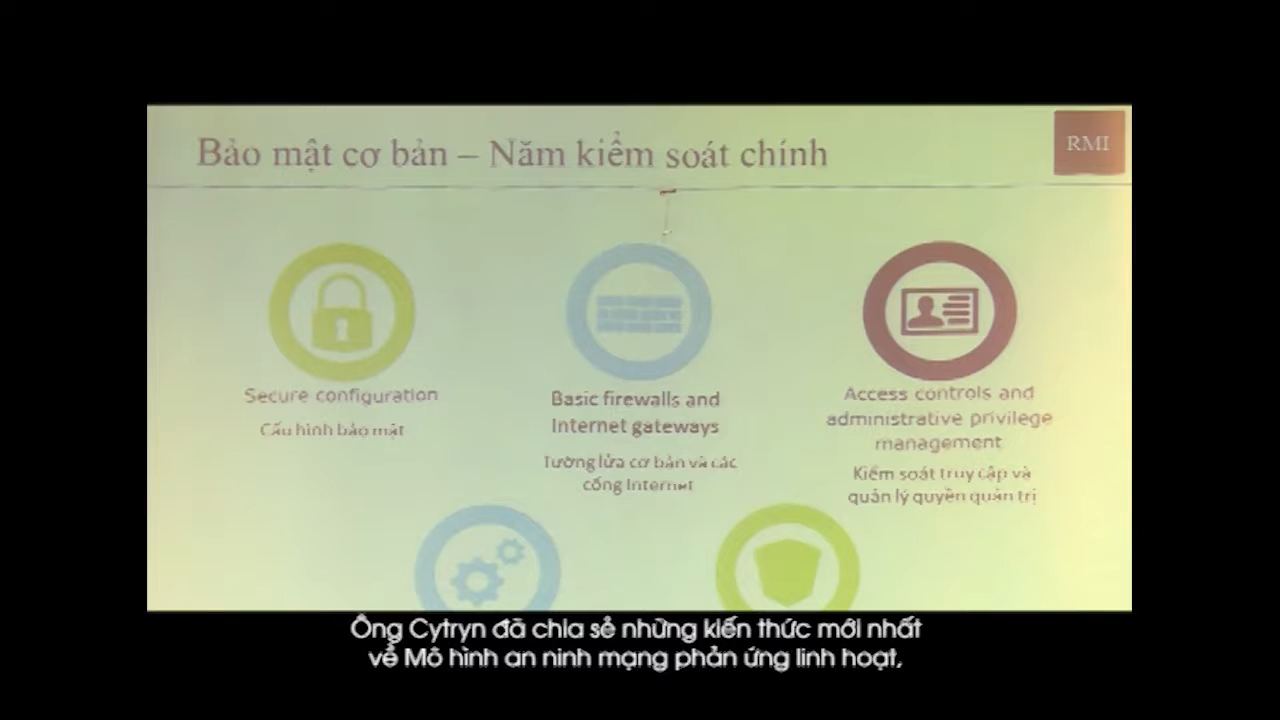 Bảo mật cơ bản – Năm kiểm soát chính
RMI
Secure configuration
Cấu hình bảo mật
Basic firewalls and
Internet gateways
Tường lửa cơ bản và các
cổng Internet
Access controls and
administrative privilege
management
Kiểm soát truy cập và
quản lý quyền quản trị
Ông Cytryn đã chia sẻ những kiến thức mới nhất
về Mô hình an ninh mạng phản ứng linh hoạt,